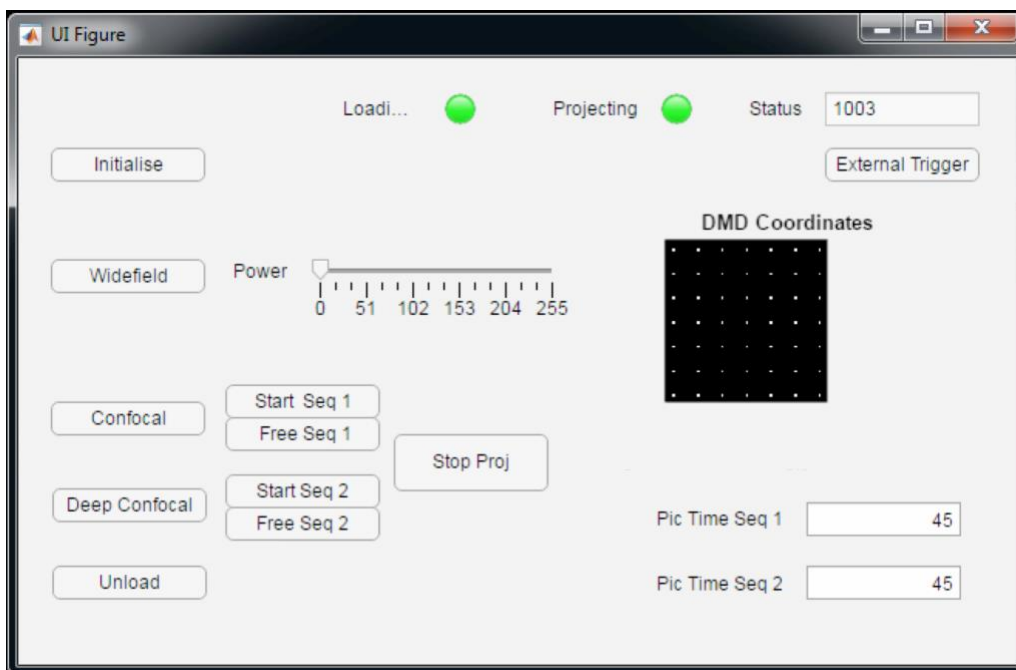 UI Figure
Loadi... Projecting Status 1003
Initialise External Trigger
DMD Coordinates
Widefield Power
0 51 102 153 204 255
Start Seq 1
Confocal
Free Seq 1
Stop Proj
Start Seq 2
Deep Confocal
Free Seq 2
Pic Time Seq 1 45
Unload Pic Time Seq 2 45